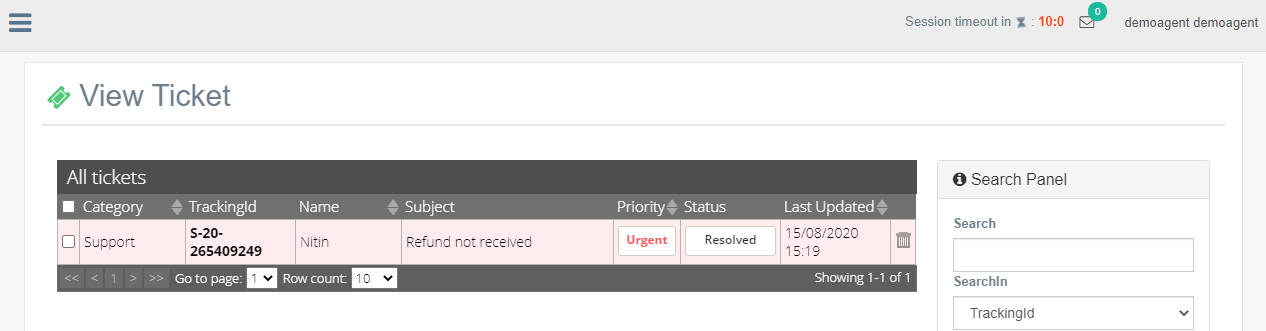 Session timeout in : 10:0 0 demoagent demoagent
View Ticket
All tickets
Category TrackingId Name Subject Priority Status Last Updated
Support S-20-265409249 Nitin Refund not received Urgent Resolved 15/08/2020 15:19
<< < 1 > >> Go to page: 1 Row count: 10 Showing 1-1 of 1
Search Panel
Search
SearchIn
TrackingId